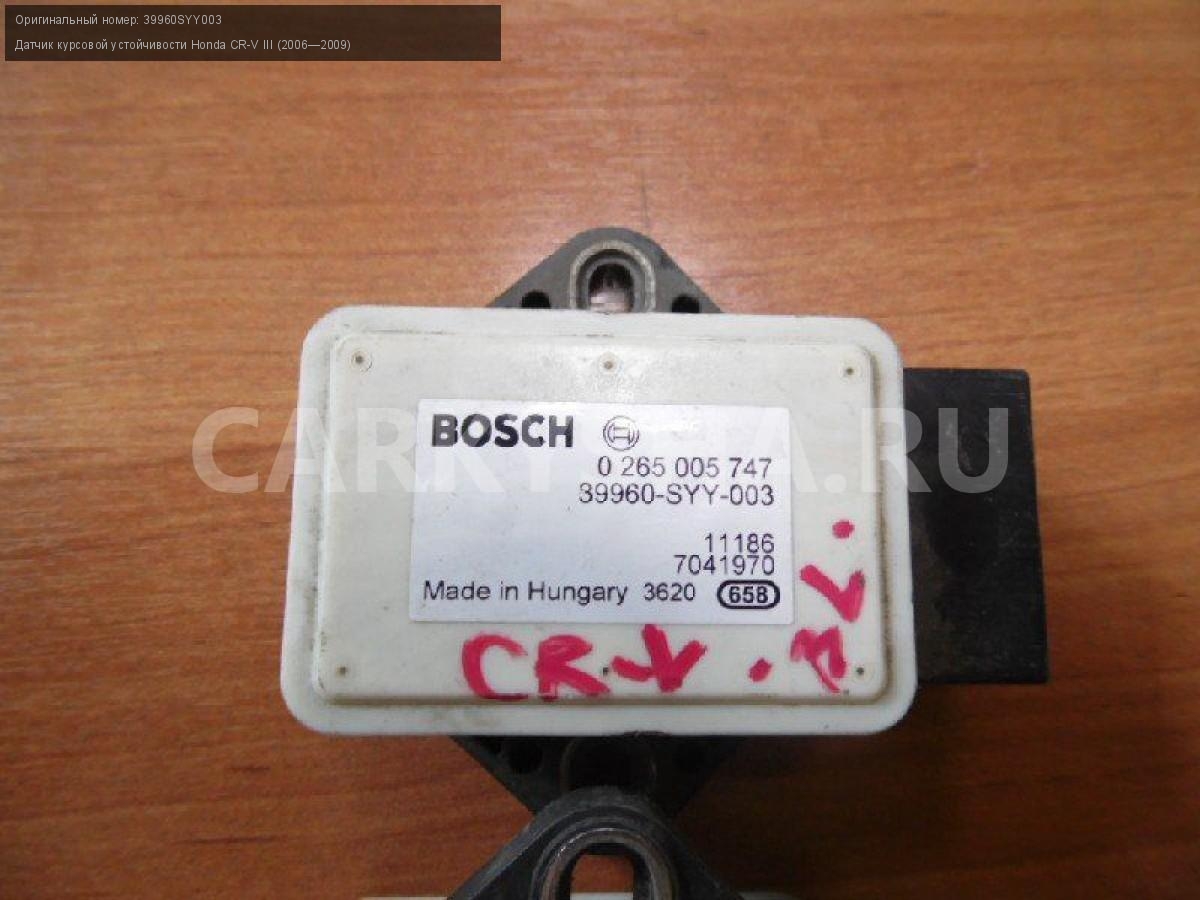 Оригинальный номер: 39960SYY003
Датчик курсовой устойчивости Honda CR-V III (2006—2009)
BOSCH
0 265 005 747
39960-SYY-003
11186
7041970
Made in Hungary 3620 658
CR-V